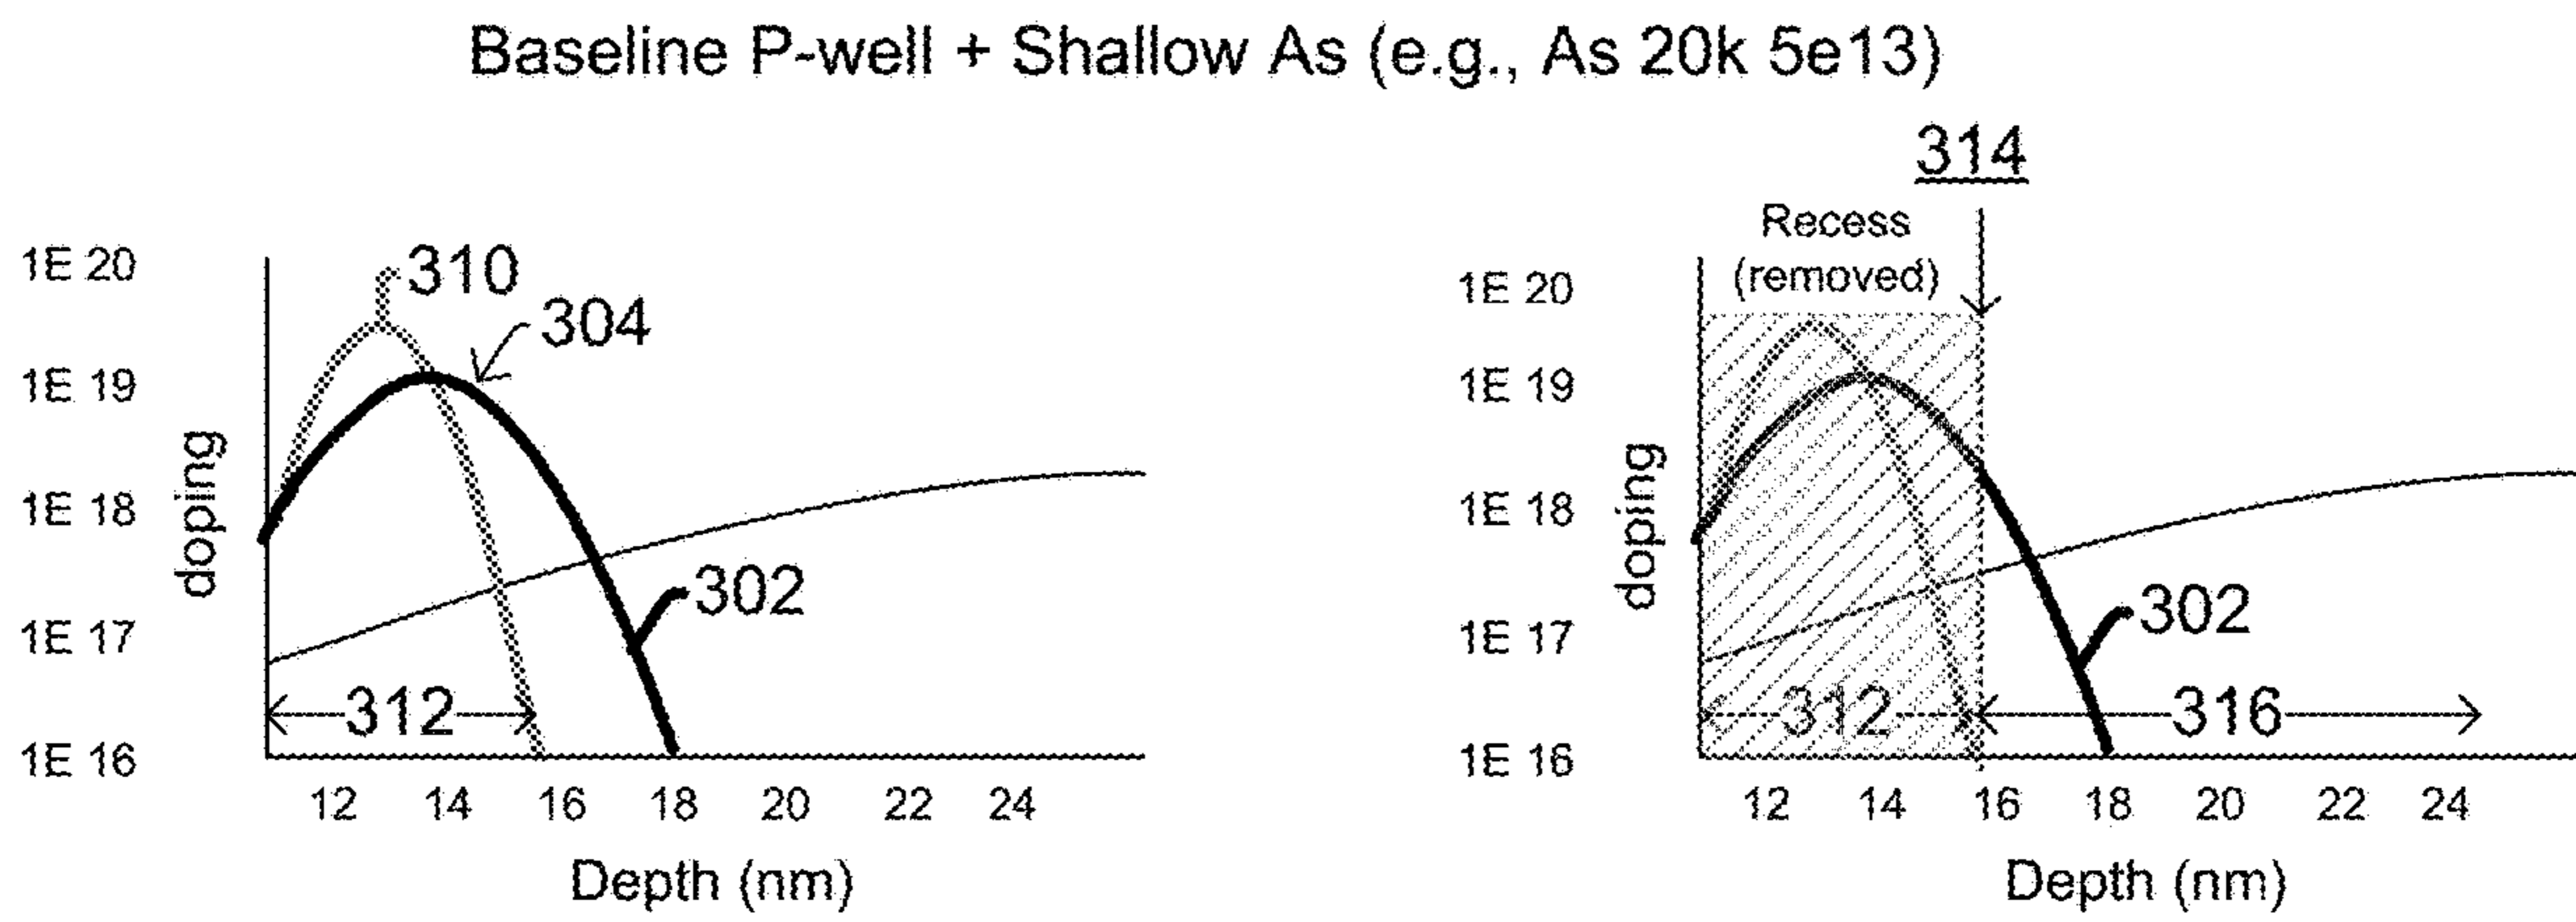 Baseline P-well + Shallow As (e.g., As 20k 5e13)
1E 20
1E 19
1E 18
1E 17
1E 16
doping
310
304
302
312
12 14 16 18 20 22 24
Depth (nm)
314
Recess
(removed)
1E 20
1E 19
1E 18
1E 17
1E 16
doping
302
312
316
12 14 16 18 20 22 24
Depth (nm)